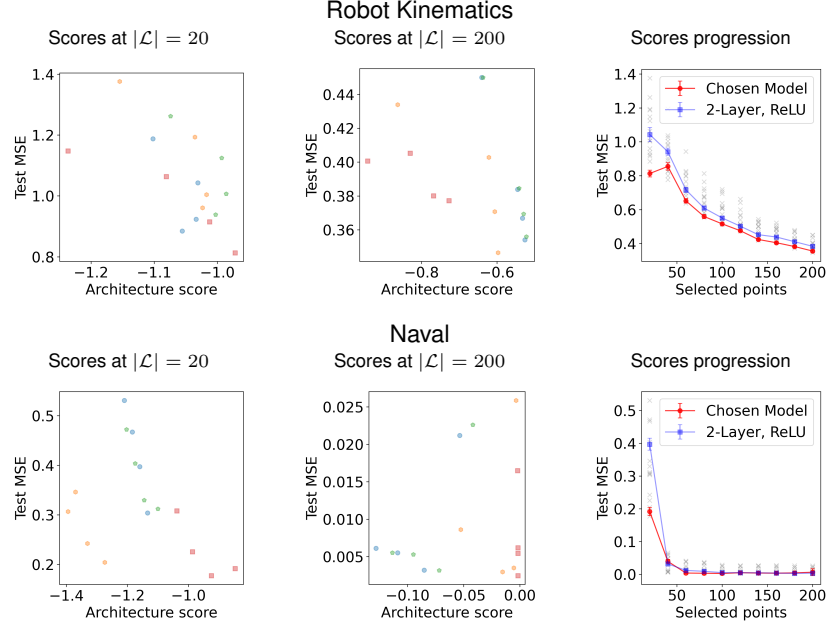 Robot Kinematics
Scores at |ℒ| = 20
Scores at |ℒ| = 200
Scores progression
Test MSE
1.4
1.2
1.0
0.8
−1.2
−1.1
−1.0
Architecture score
Test MSE
0.44
0.42
0.40
0.38
0.36
−0.8
−0.6
Architecture score
Test MSE
1.4
1.2
1.0
0.8
0.6
0.4
Chosen Model
2-Layer, ReLU
50
100
150
200
Selected points
Naval
Scores at |ℒ| = 20
Scores at |ℒ| = 200
Scores progression
Test MSE
0.5
0.4
0.3
0.2
−1.4
−1.2
−1.0
Architecture score
Test MSE
0.025
0.020
0.015
0.010
0.005
−0.10
−0.05
0.00
Architecture score
Test MSE
0.5
0.4
0.3
0.2
0.1
0.0
Chosen Model
2-Layer, ReLU
50
100
150
200
Selected points